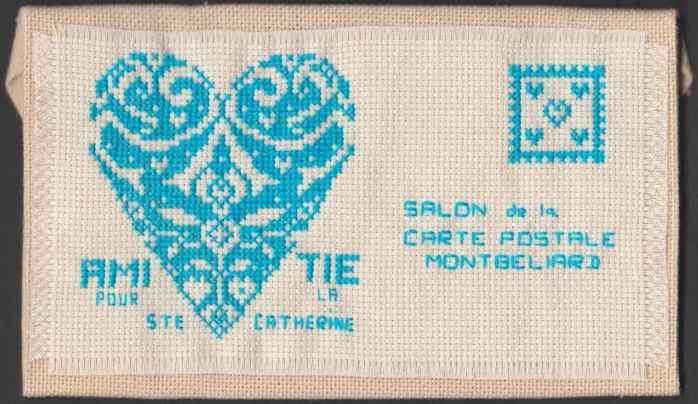 AMI TIE
POUR LA
STE CATHERINE
SALON de la
CARTE POSTALE
MONTBELIARD